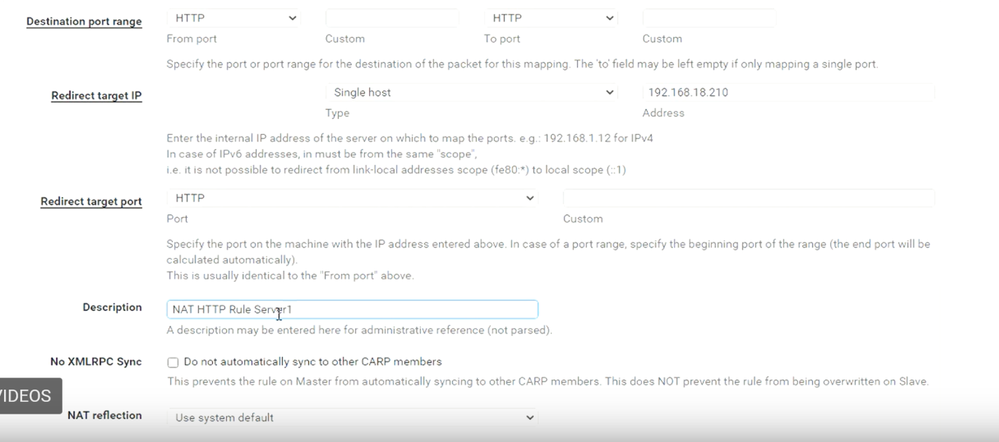 Destination port range
HTTP
HTTP
From port
Custom
To port
Custom
Specify the port or port range for the destination of the packet for this mapping. The 'to' field may be left empty if only mapping a single port.
Redirect target IP
Single host
192.168.18.210
Type
Address
Enter the internal IP address of the server on which to map the ports. e.g.: 192.168.1.12 for IPv4
In case of IPv6 addresses, in must be from the same "scope",
i.e. it is not possible to redirect from link-local addresses scope (fe80:*) to local scope (::1)
Redirect target port
HTTP
Port
Custom
Specify the port on the machine with the IP address entered above. In case of a port range, specify the beginning port of the range (the end port will be
calculated automatically).
This is usually identical to the "From port" above.
Description
NAT HTTP Rule Server1
A description may be entered here for administrative reference (not parsed).
No XMLRPC Sync
Do not automatically sync to other CARP members
This prevents the rule on Master from automatically syncing to other CARP members. This does NOT prevent the rule from being overwritten on Slave.
VIDEOS
NAT reflection
Use system default